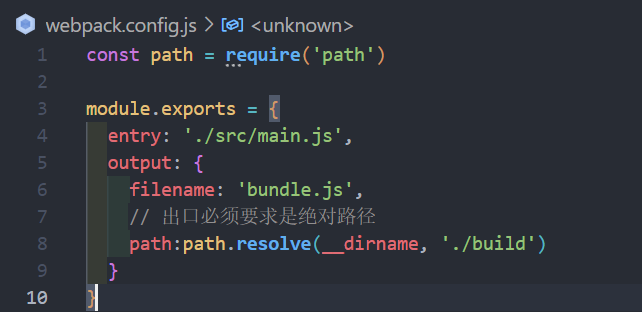 webpack.config.js > <unknown>
1 const path = require('path')
2
3 module.exports = {
4 entry: './src/main.js',
5 output: {
6 filename: 'bundle.js',
7 // 出口必须要求是绝对路径
8 path:path.resolve(__dirname, './build')
9 }
10 }